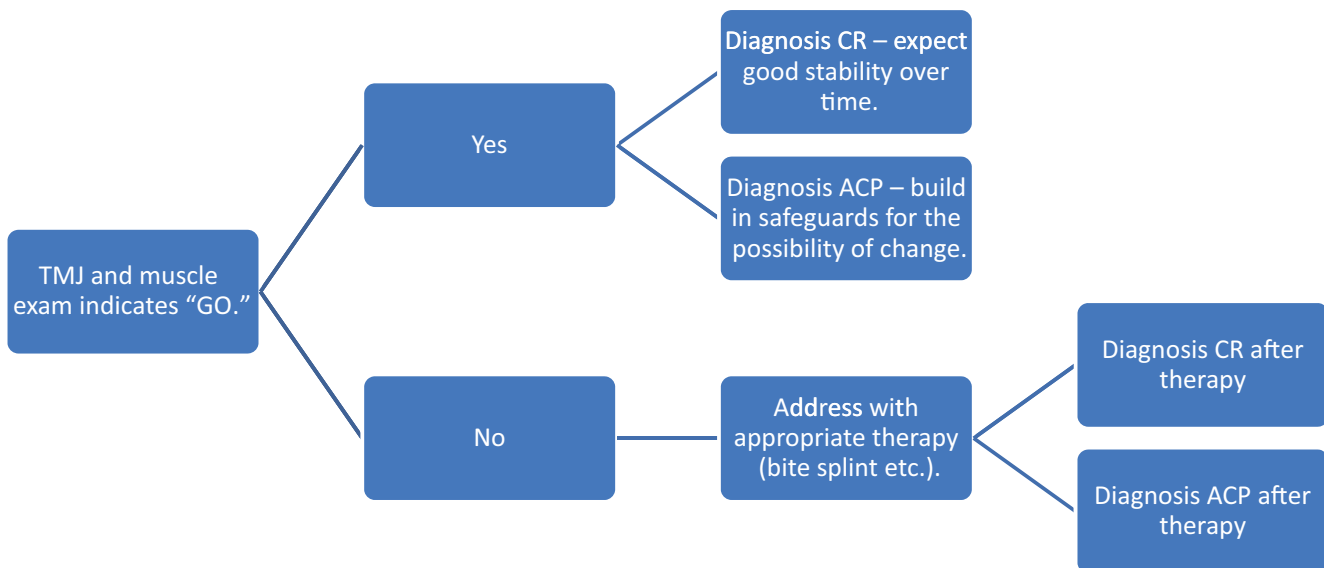 TMJ and muscle
exam indicates “GO.”
Yes
Diagnosis CR – expect
good stability over
time.
Diagnosis ACP – build
in safeguards for the
possibility of change.
No
Address with
appropriate therapy
(bite splint etc.).
Diagnosis CR after
therapy
Diagnosis ACP after
therapy